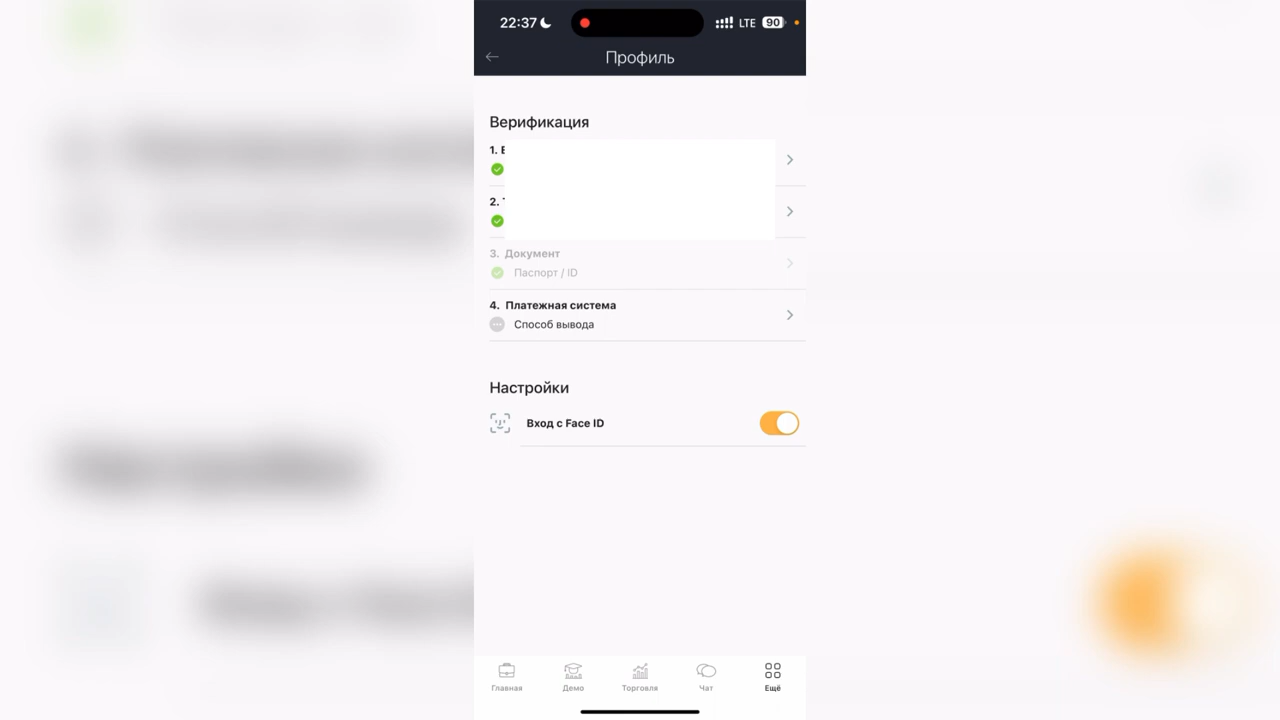 22:37
LTE 90
Профиль
Верификация
1.
2.
3. Документ
Паспорт / ID
4. Платежная система
Способ вывода
Настройки
Вход с Face ID
Главная Демо Торговля Чат Ещё